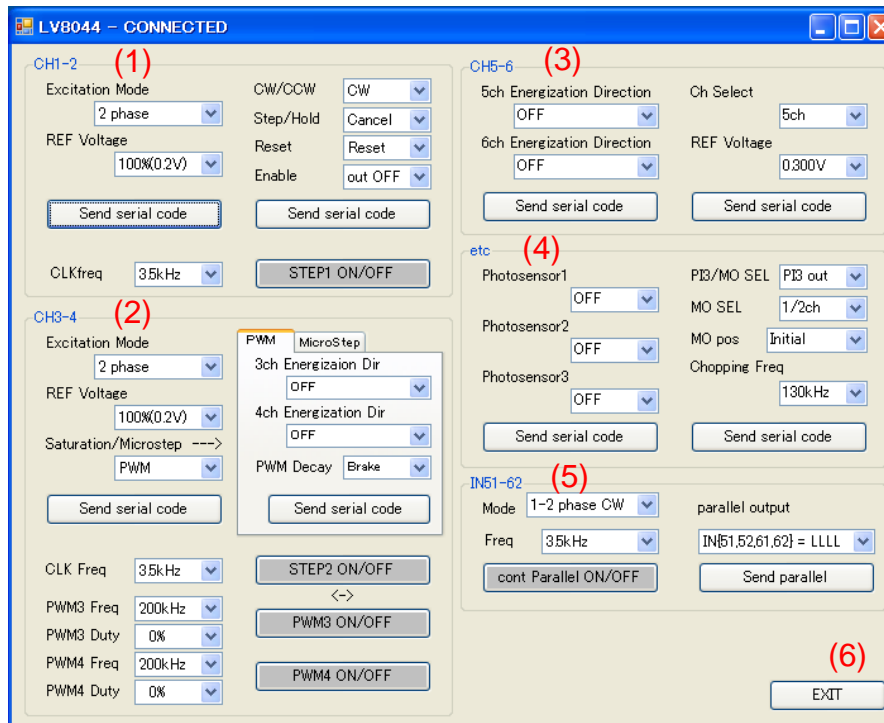 LV8044 - CONNECTED
CH1-2 (1)
Excitation Mode
2 phase
REF Voltage
100%(0.2V)
Send serial code
CW/CCW CW
Step/Hold Cancel
Reset Reset
Enable out OFF
Send serial code
CLKfreq 3.5kHz STEP1 ON/OFF
CH3-4 (2)
Excitation Mode
2 phase
REF Voltage
100%(0.2V)
Saturation/Microstep --->
PWM
Send serial code
PWM MicroStep
3ch Energizaion Dir
OFF
4ch Energization Dir
OFF
PWM Decay Brake
Send serial code
CLK Freq 3.5kHz STEP2 ON/OFF
<->
PWM3 Freq 200kHz PWM3 ON/OFF
PWM3 Duty 0%
PWM4 Freq 200kHz PWM4 ON/OFF
PWM4 Duty 0%
CH5-6 (3)
5ch Energization Direction
OFF
6ch Energization Direction
OFF
Send serial code
Ch Select
5ch
REF Voltage
0.300V
Send serial code
etc (4)
Photosensor1
OFF
Photosensor2
OFF
Photosensor3
OFF
Send serial code
PI3/MO SEL PI3 out
MO SEL 1/2ch
MO pos Initial
Chopping Freq
130kHz
Send serial code
IN51-62 (5)
Mode 1-2 phase CW
Freq 3.5kHz
cont Parallel ON/OFF
parallel output
IN{51,52,61,62} = LLLL
Send parallel
(6)
EXIT